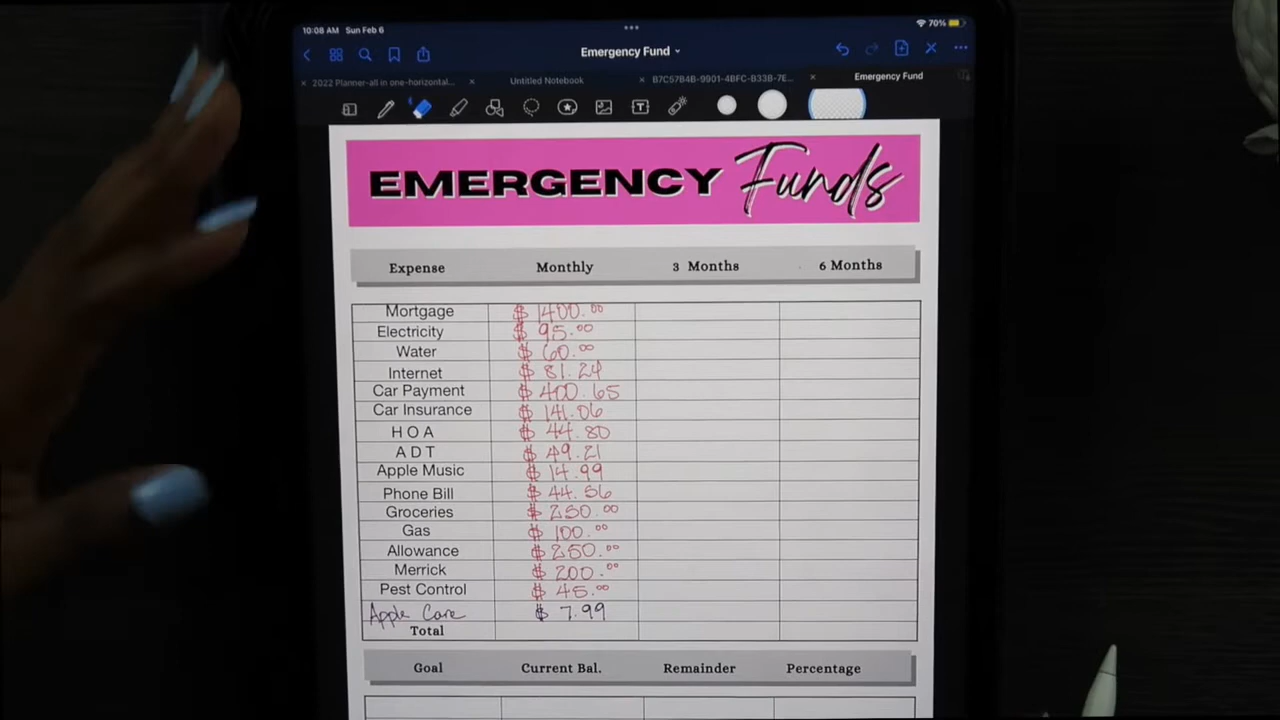 10:08 AM Sun Feb 6
70%
Emergency Fund
2022 Planner-all in one-horizontal... Untitled Notebook B7C57B4B-9901-4BFC-B33B-7E... Emergency Fund
EMERGENCY Funds
Expense Monthly 3 Months 6 Months
Mortgage $ 1400.00
Electricity $ 95.00
Water $ 60.00
Internet $ 81.24
Car Payment $ 400.65
Car Insurance $ 141.06
H O A $ 44.80
A D T $ 49.21
Apple Music $ 14.99
Phone Bill $ 44.56
Groceries $ 250.00
Gas $ 100.00
Allowance $ 250.00
Merrick $ 200.00
Pest Control $ 45.00
Apple Care $ 7.99
Total
Goal Current Bal. Remainder Percentage